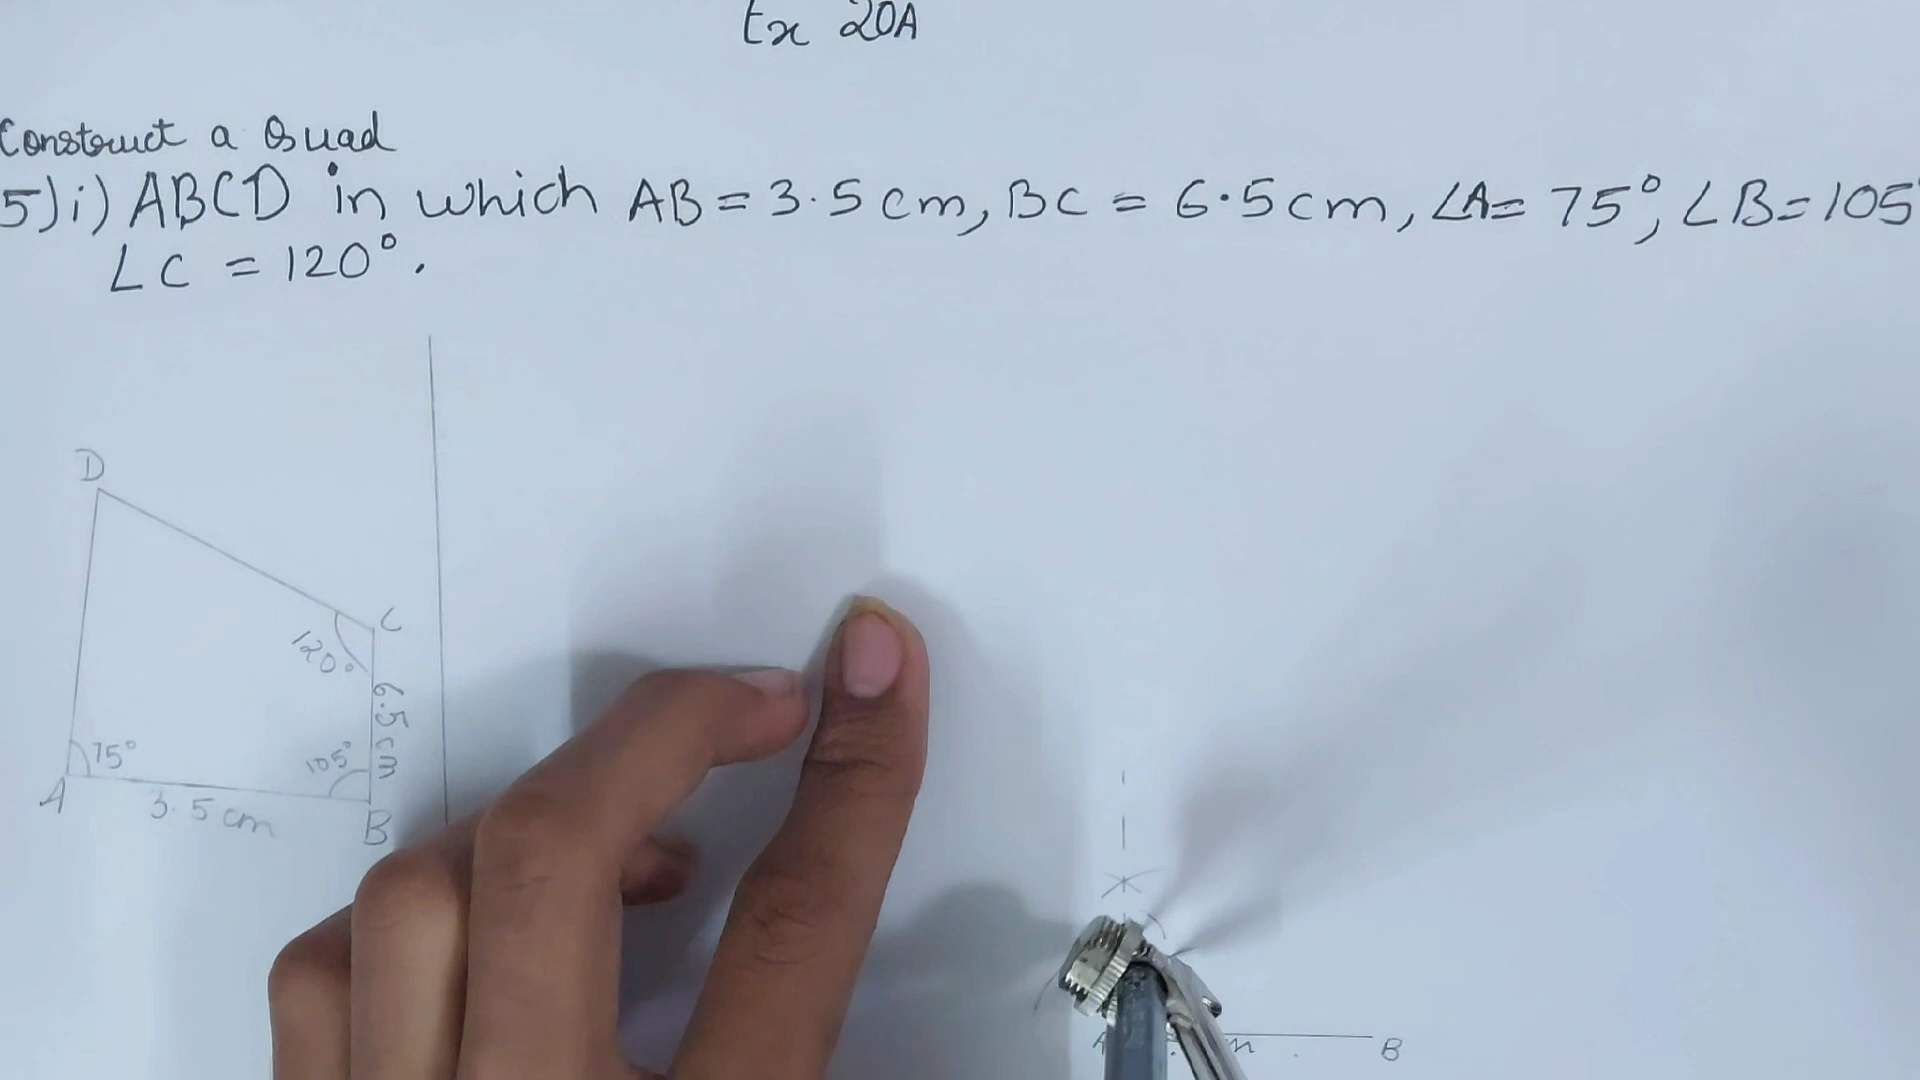 Ex 20A
Construct a Quad
5)i) ABCD in which AB = 3.5 cm, BC = 6.5 cm, ∠A = 75°, ∠B = 105°
∠C = 120°.
D
C
120°
6.5 cm
75°
105°
A
3.5 cm
B
A
B